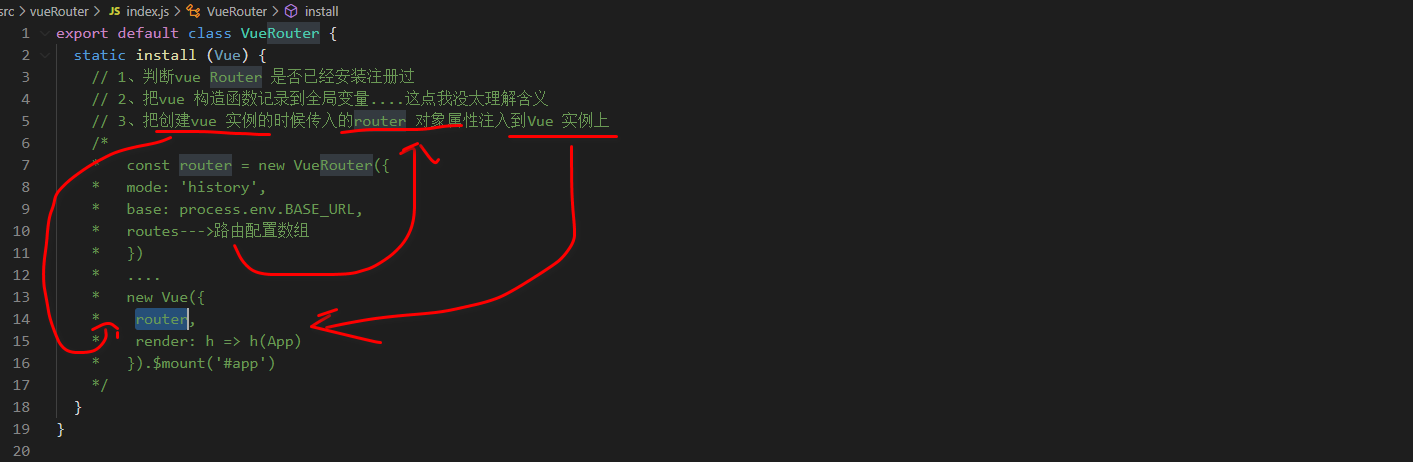 src > vueRouter > JS index.js > VueRouter > install
1 export default class VueRouter {
2 static install (Vue) {
3 // 1、判断vue Router 是否已经安装注册过
4 // 2、把vue 构造函数记录到全局变量....这点我没太理解含义
5 // 3、把创建vue 实例的时候传入的router 对象属性注入到Vue 实例上
6 /*
7 * const router = new VueRouter({
8 * mode: 'history',
9 * base: process.env.BASE_URL,
10 * routes--->路由配置数组
11 * })
12 * ....
13 * new Vue({
14 * router,
15 * render: h => h(App)
16 * }).$mount('#app')
17 */
18 }
19 }
20